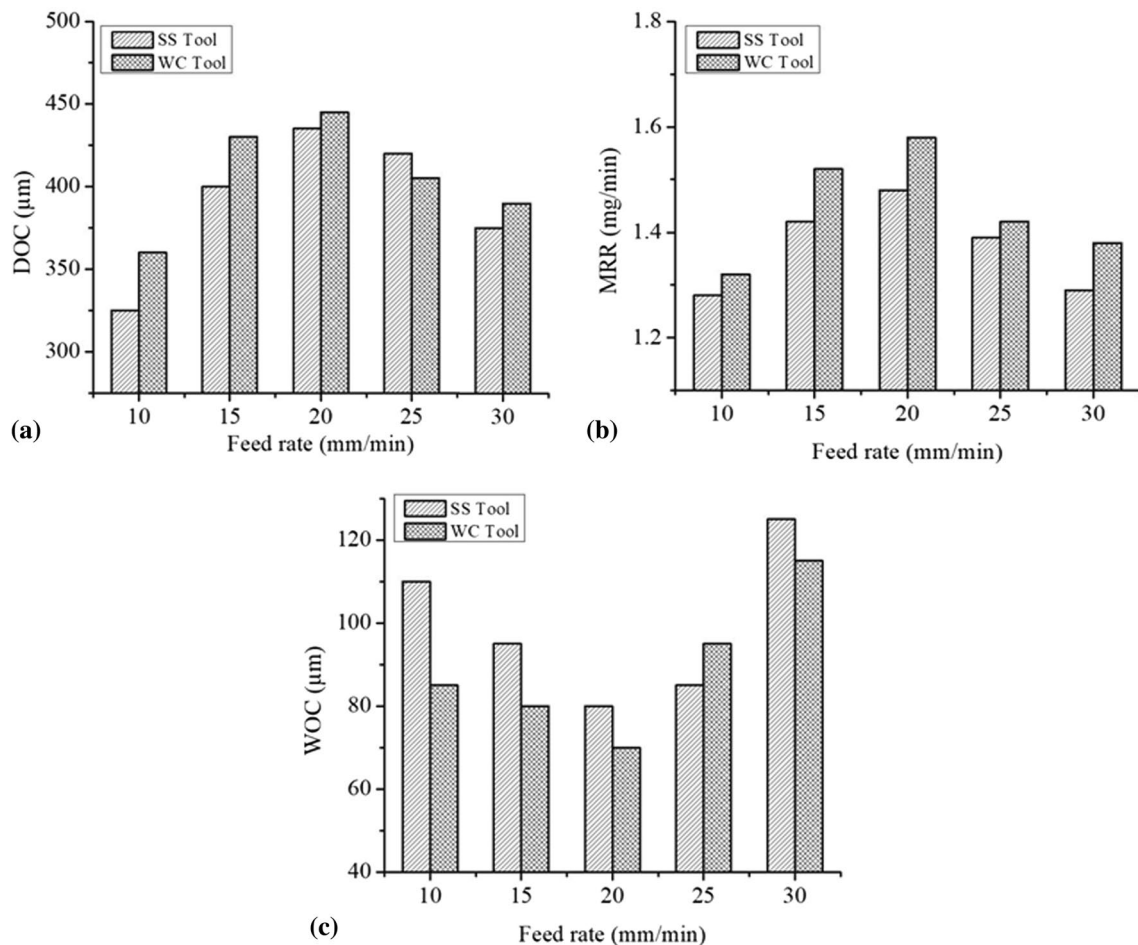 500
450
400
350
300
DOC (µm)
SS Tool
WC Tool
10 15 20 25 30
Feed rate (mm/min)
(a)
1.8
1.6
1.4
1.2
MRR (mg/min)
SS Tool
WC Tool
10 15 20 25 30
Feed rate (mm/min)
(b)
120
100
80
60
40
WOC (µm)
SS Tool
WC Tool
10 15 20 25 30
Feed rate (mm/min)
(c)